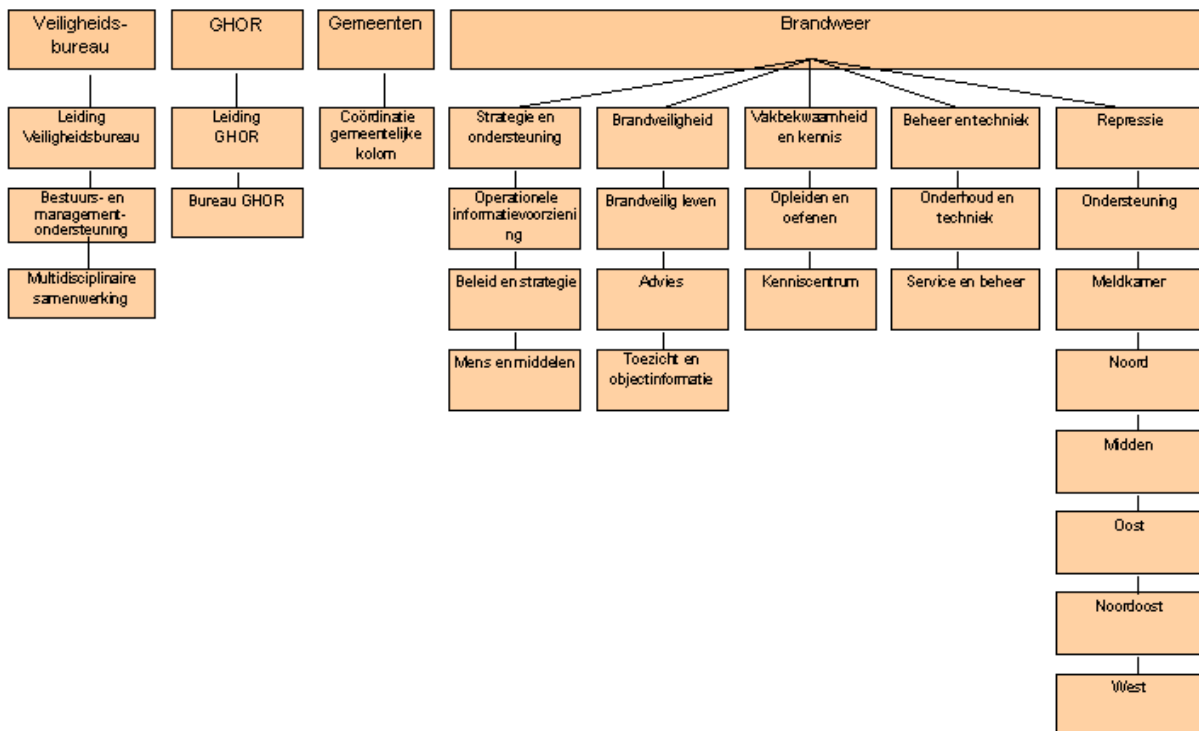 Veiligheids-
bureau
GHOR
Gemeenten
Brandweer
Leiding
Veiligheidsbureau
Leiding
GHOR
Coördinatie
gemeentelijke
kolom
Strategie en
ondersteuning
Brandveiligheid
Vakbekwaamheid
en kennis
Beheer en techniek
Repressie
Bestuurs- en
management-
ondersteuning
Bureau GHOR
Operationele
informatievoorzieni
ng
Brandveilig leven
Opleiden en
oefenen
Onderhoud en
techniek
Ondersteuning
Multidisciplinaire
samenwerking
Beleid en strategie
Advies
Kenniscentrum
Service en beheer
Meldkamer
Mens en middelen
Toezicht en
objectinformatie
Noord
Midden
Oost
Noordoost
West